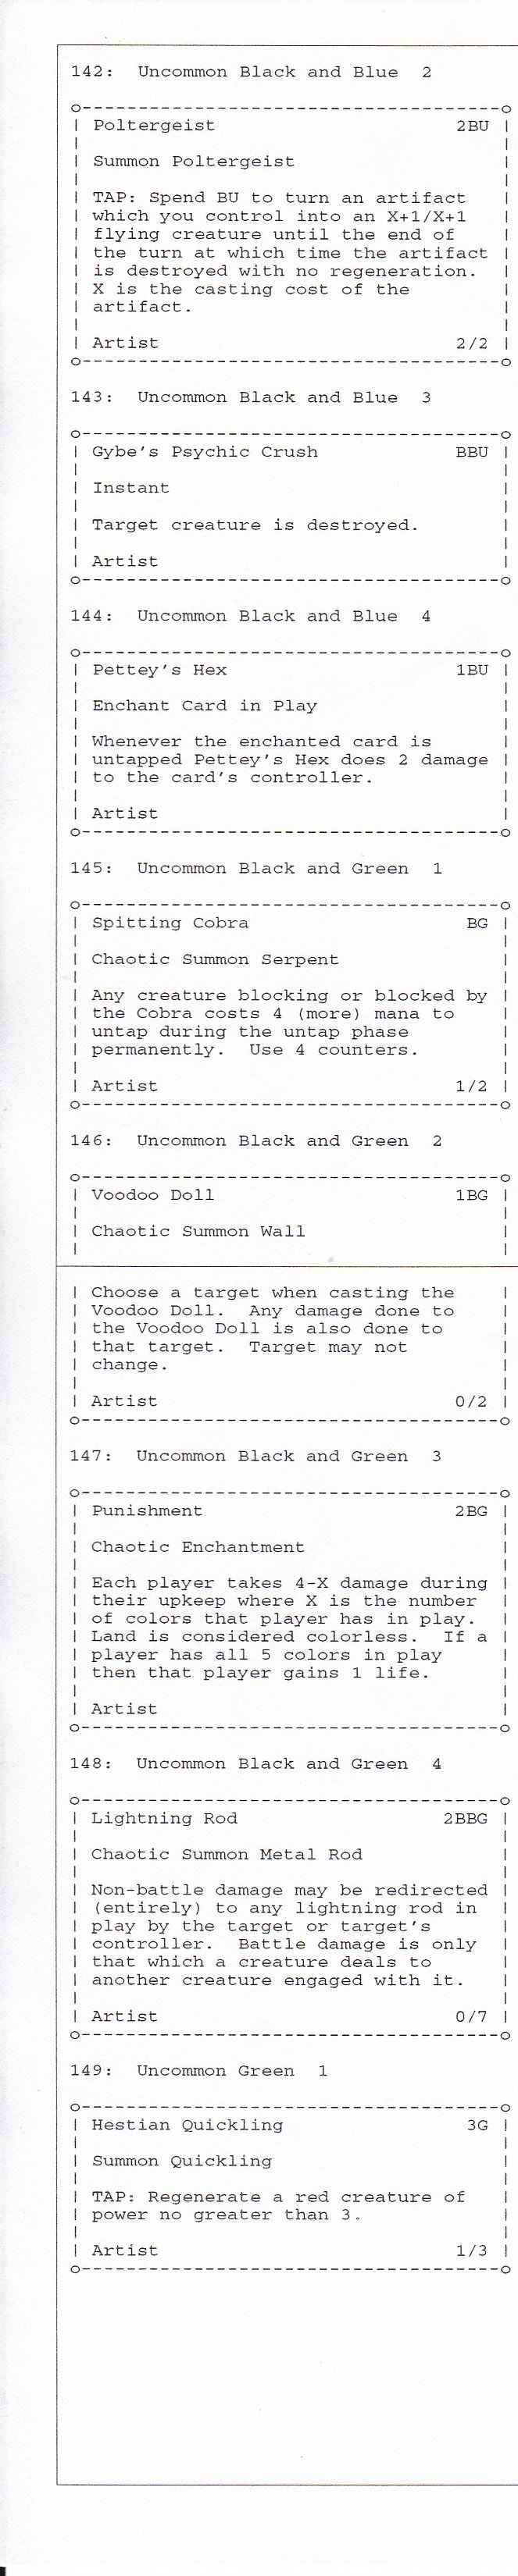 142: Uncommon Black and Blue 2
Poltergeist 2BU
Summon Poltergeist
TAP: Spend BU to turn an artifact
which you control into an X+1/X+1
flying creature until the end of
the turn at which time the artifact
is destroyed with no regeneration.
X is the casting cost of the
artifact.
Artist 2/2
143: Uncommon Black and Blue 3
Gybe's Psychic Crush BBU
Instant
Target creature is destroyed.
Artist
144: Uncommon Black and Blue 4
Pettey's Hex 1BU
Enchant Card in Play
Whenever the enchanted card is
untapped Pettey's Hex does 2 damage
to the card's controller.
Artist
145: Uncommon Black and Green 1
Spitting Cobra BG
Chaotic Summon Serpent
Any creature blocking or blocked by
the Cobra costs 4 (more) mana to
untap during the untap phase
permanently. Use 4 counters.
Artist 1/2
146: Uncommon Black and Green 2
Voodoo Doll 1BG
Chaotic Summon Wall
Choose a target when casting the
Voodoo Doll. Any damage done to
the Voodoo Doll is also done to
that target. Target may not
change.
Artist 0/2
147: Uncommon Black and Green 3
Punishment 2BG
Chaotic Enchantment
Each player takes 4-X damage during
their upkeep where X is the number
of colors that player has in play.
Land is considered colorless. If a
player has all 5 colors in play
then that player gains 1 life.
Artist
148: Uncommon Black and Green 4
Lightning Rod 2BBG
Chaotic Summon Metal Rod
Non-battle damage may be redirected
(entirely) to any lightning rod in
play by the target or target's
controller. Battle damage is only
that which a creature deals to
another creature engaged with it.
Artist 0/7
149: Uncommon Green 1
Hestian Quickling 3G
Summon Quickling
TAP: Regenerate a red creature of
power no greater than 3.
Artist 1/3